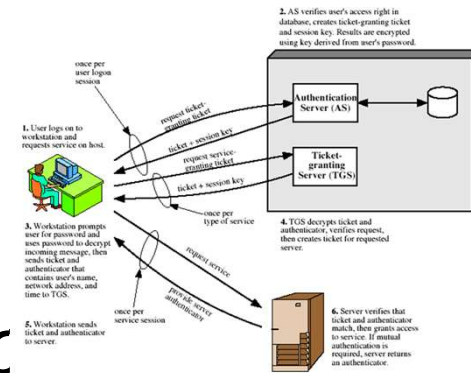 2. AS verifies user's access right in
database, creates ticket-granting ticket
and session key. Results are encrypted
using key derived from user's password.
once per
user logon
session
1. User logs on to
workstation and
requests service on host.
request ticket-
granting ticket
ticket + session key
request service-
granting ticket
ticket + session key
Authentication
Server (AS)
Ticket-
granting
Server (TGS)
once per
type of service
3. Workstation prompts
user for password and
uses password to decrypt
incoming message, then
sends ticket and
authenticator that
contains user's name,
network address, and
time to TGS.
4. TGS decrypts ticket and
authenticator, verifies request,
then creates ticket for requested
server.
request service
provide server
authenticator
once per
service session
5. Workstation sends
ticket and authenticator
to server.
6. Server verifies that
ticket and authenticator
match, then grants access
to service. If mutual
authentication is
required, server returns
an authenticator.